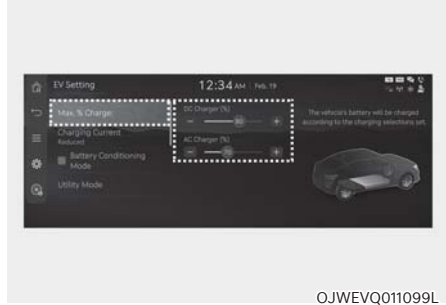 EV Setting
12:34 AM | Feb. 19
Max. % Charge
Charging Current
Reduced
Battery Conditioning
Mode
Utility Mode
DC Charger (%)
AC Charger (%)
The vehicle's battery will be charged
according to the charging selections set.
OJWEVQ011099L